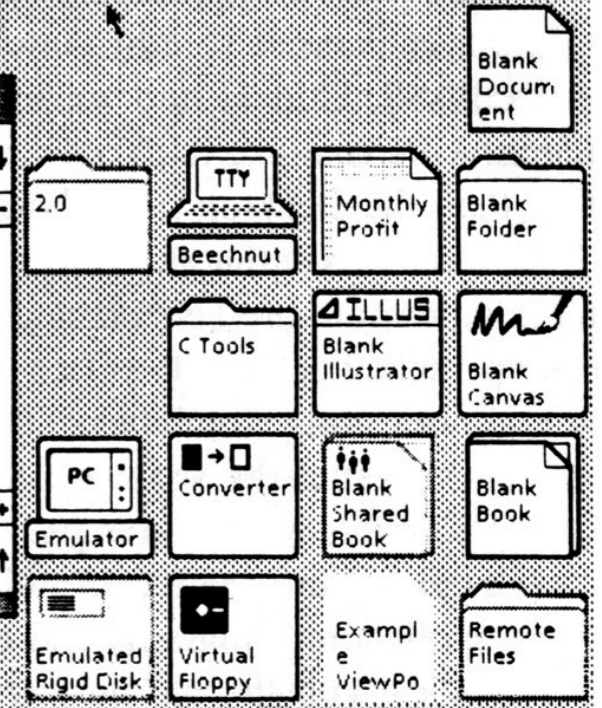 Blank
Docum
ent
2.0
TTY
Beechnut
Monthly
Profit
Blank
Folder
C Tools
ILLUS
Blank
Illustrator
Blank
Canvas
PC
Emulator
Converter
Blank
Shared
Book
Blank
Book
Emulated
Rigid Disk
Virtual
Floppy
Exampl
e
ViewPo
Remote
Files